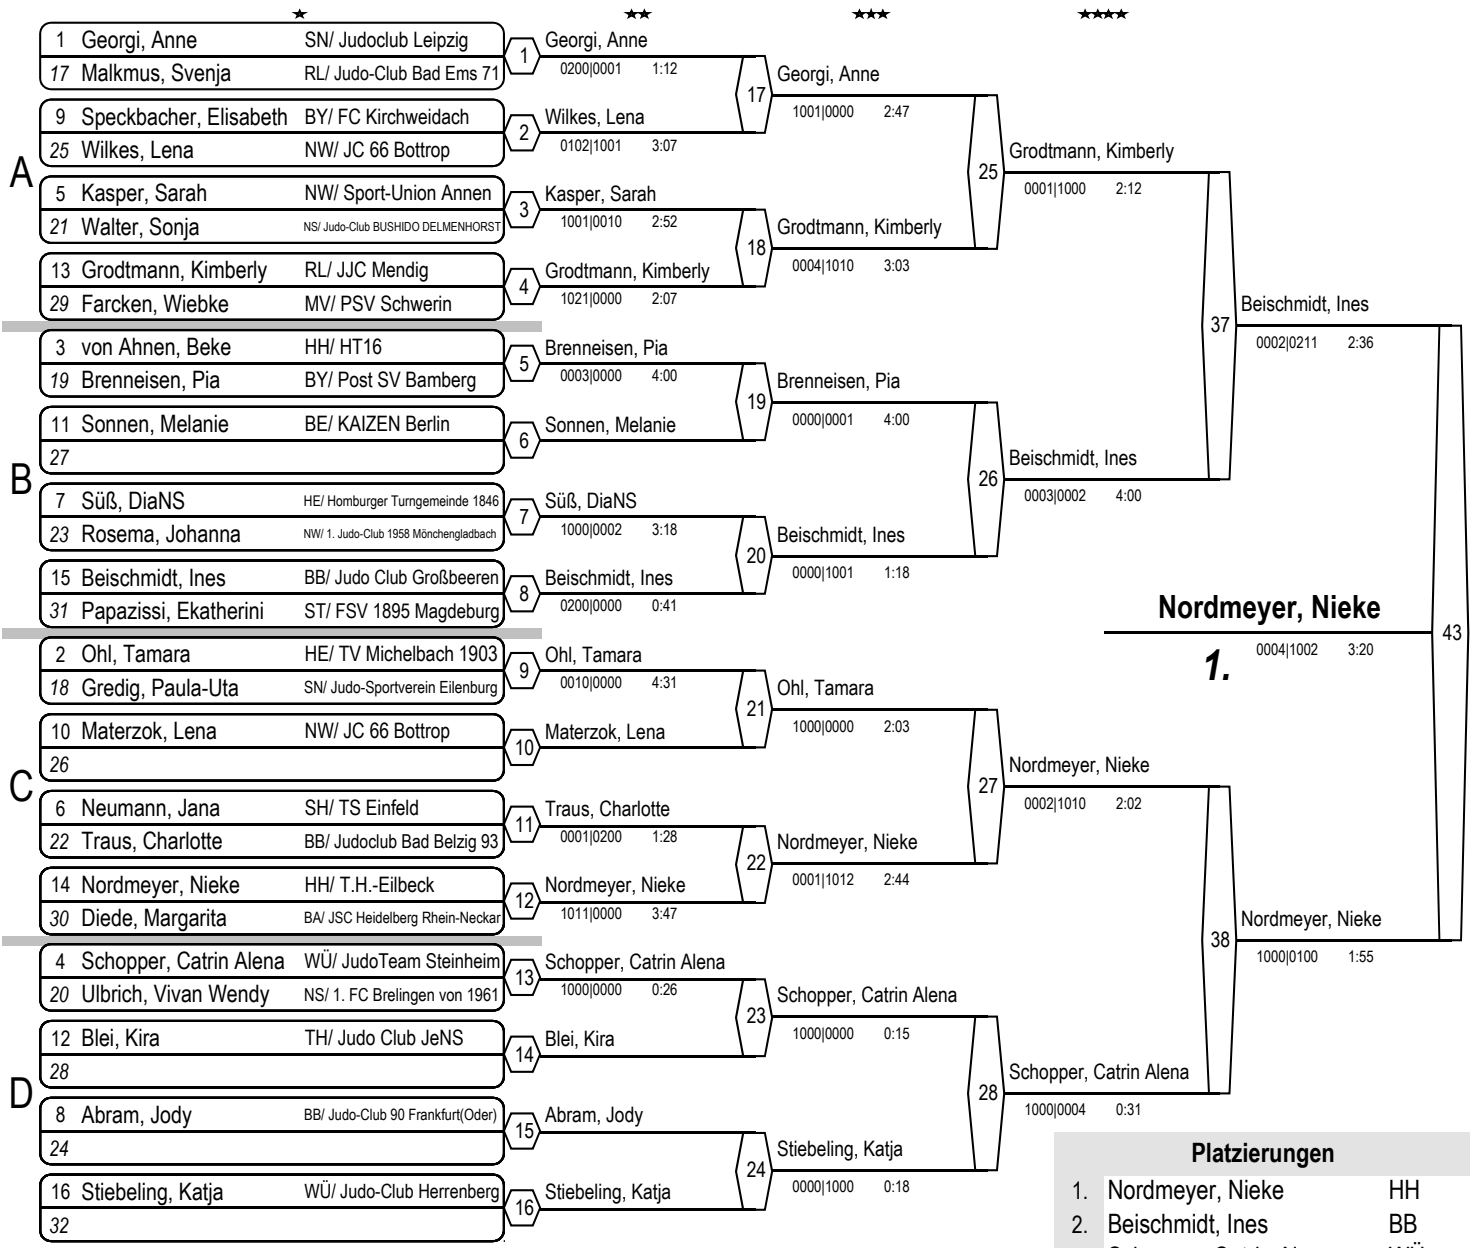 ★ ★★ ★★★ ★★★★
A
1 Georgi, Anne SN/ Judoclub Leipzig
17 Malkmus, Svenja RL/ Judo-Club Bad Ems 71
9 Speckbacher, Elisabeth BY/ FC Kirchweidach
25 Wilkes, Lena NW/ JC 66 Bottrop
5 Kasper, Sarah NW/ Sport-Union Annen
21 Walter, Sonja NS/ Judo-Club BUSHIDO DELMENHORST
13 Grodtmann, Kimberly RL/ JJC Mendig
29 Farcken, Wiebke MV/ PSV Schwerin
B
3 von Ahnen, Beke HH/ HT16
19 Brenneisen, Pia BY/ Post SV Bamberg
11 Sonnen, Melanie BE/ KAIZEN Berlin
27
7 Süß, DiaNS HE/ Homburger Turngemeinde 1846
23 Rosema, Johanna NW/ 1. Judo-Club 1958 Mönchengladbach
15 Beischmidt, Ines BB/ Judo Club Großbeeren
31 Papazissi, Ekatherini ST/ FSV 1895 Magdeburg
C
2 Ohl, Tamara HE/ TV Michelbach 1903
18 Gredig, Paula-Uta SN/ Judo-Sportverein Eilenburg
10 Materzok, Lena NW/ JC 66 Bottrop
26
6 Neumann, Jana SH/ TS Einfeld
22 Traus, Charlotte BB/ Judoclub Bad Belzig 93
14 Nordmeyer, Nieke HH/ T.H.-Eilbeck
30 Diede, Margarita BA/ JSC Heidelberg Rhein-Neckar
D
4 Schopper, Catrin Alena WÜ/ JudoTeam Steinheim
20 Ulbrich, Vivan Wendy NS/ 1. FC Brelingen von 1961
12 Blei, Kira TH/ Judo Club JeNS
28
8 Abram, Jody BB/ Judo-Club 90 Frankfurt(Oder)
24
16 Stiebeling, Katja WÜ/ Judo-Club Herrenberg
32
1 Georgi, Anne
0200|0001 1:12
2 Wilkes, Lena
0102|1001 3:07
3 Kasper, Sarah
1001|0010 2:52
4 Grodtmann, Kimberly
1021|0000 2:07
5 Brenneisen, Pia
0003|0000 4:00
6 Sonnen, Melanie
7 Süß, DiaNS
1000|0002 3:18
8 Beischmidt, Ines
0200|0000 0:41
9 Ohl, Tamara
0010|0000 4:31
10 Materzok, Lena
11 Traus, Charlotte
0001|0200 1:28
12 Nordmeyer, Nieke
1011|0000 3:47
13 Schopper, Catrin Alena
1000|0000 0:26
14 Blei, Kira
15 Abram, Jody
16 Stiebeling, Katja
17 Georgi, Anne
1001|0000 2:47
18 Grodtmann, Kimberly
0004|1010 3:03
19 Brenneisen, Pia
0000|0001 4:00
20 Beischmidt, Ines
0000|1001 1:18
21 Ohl, Tamara
1000|0000 2:03
22 Nordmeyer, Nieke
0001|1012 2:44
23 Schopper, Catrin Alena
1000|0000 0:15
24 Stiebeling, Katja
0000|1000 0:18
25 Grodtmann, Kimberly
0001|1000 2:12
26 Beischmidt, Ines
0003|0002 4:00
27 Nordmeyer, Nieke
0002|1010 2:02
28 Schopper, Catrin Alena
1000|0004 0:31
37 Beischmidt, Ines
0002|0211 2:36
38 Nordmeyer, Nieke
1000|0100 1:55
Nordmeyer, Nieke 43
1. 0004|1002 3:20
Platzierungen
1. Nordmeyer, Nieke HH
2. Beischmidt, Ines BB